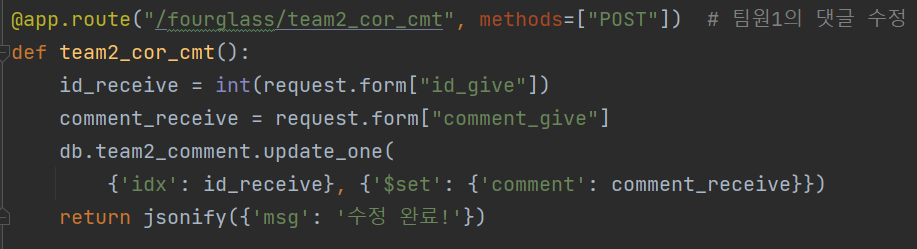 @app.route("/fourglass/team2_cor_cmt", methods=["POST"])  # 팀원1의 댓글 수정
def team2_cor_cmt():
    id_receive = int(request.form["id_give"])
    comment_receive = request.form["comment_give"]
    db.team2_comment.update_one(
        {'idx': id_receive}, {'$set': {'comment': comment_receive}})
    return jsonify({'msg': '수정 완료!'})